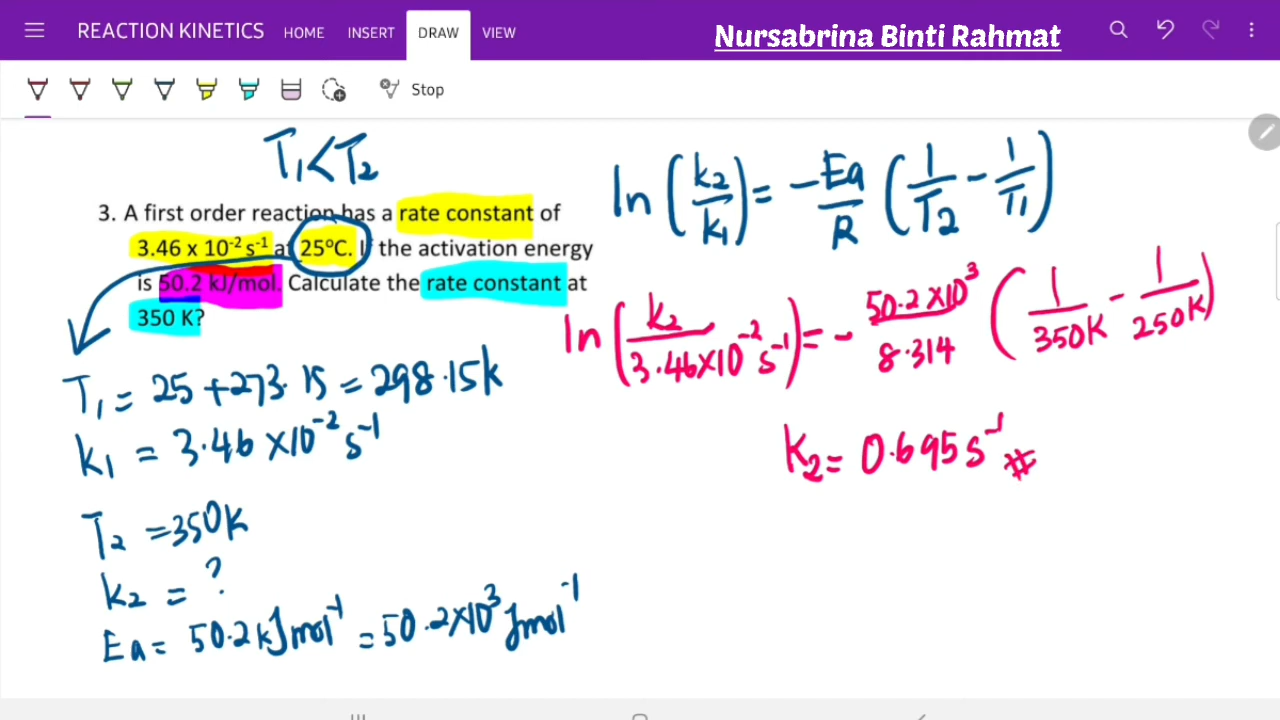 REACTION KINETICS HOME INSERT DRAW VIEW
Nursabrina Binti Rahmat
Stop
T₁<T₂
3. A first order reaction has a rate constant of
3.46 x 10⁻² s⁻¹ at 25°C. If the activation energy
is 50.2 kJ/mol. Calculate the rate constant at
350 K?
T₁ = 25 + 273.15 = 298.15K
k₁ = 3.46 × 10⁻² s⁻¹
T₂ = 350K
k₂ = ?
Ea = 50.2 kJ mol⁻¹ = 50.2×10³ J mol⁻¹
ln (k₂/k₁) = -Ea/R (1/T₂ - 1/T₁)
ln (k₂/3.46×10⁻² s⁻¹) = - 50.2×10³/8.314 (1/350K - 1/250K)
K₂ = 0.695 s⁻¹ #